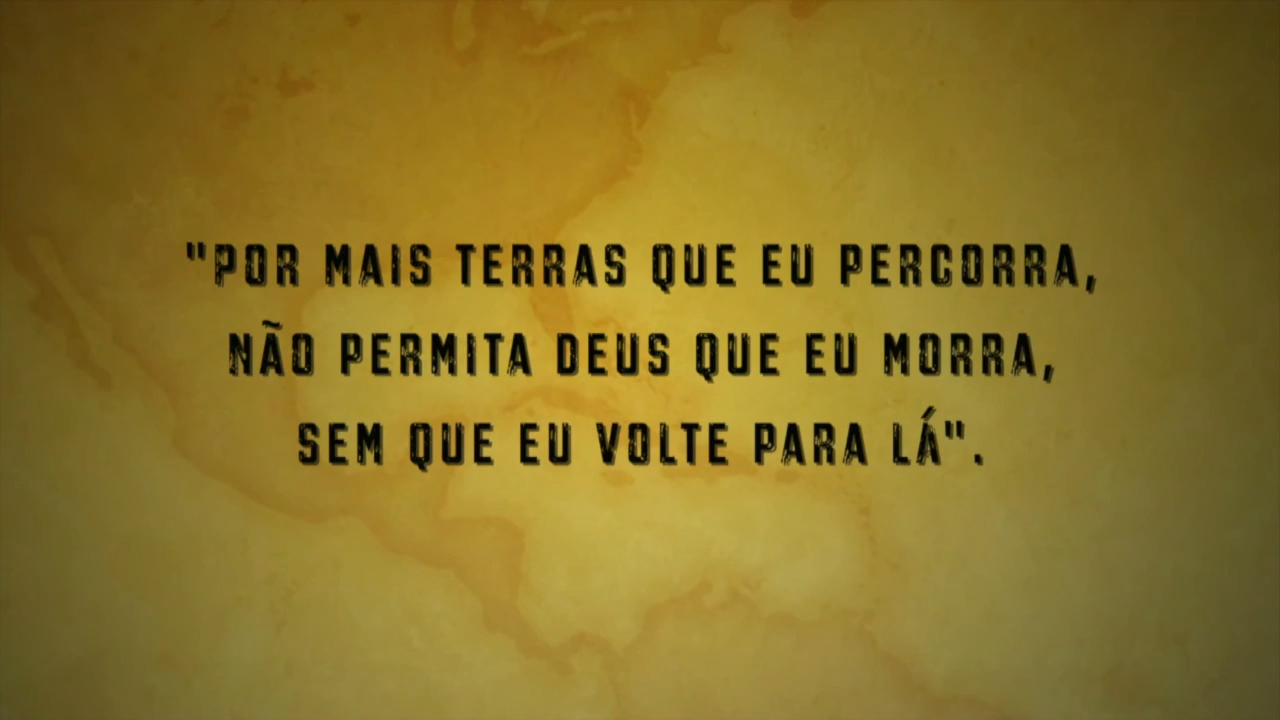 "POR MAIS TERRAS QUE EU PERCORRA,
NÃO PERMITA DEUS QUE EU MORRA,
SEM QUE EU VOLTE PARA LÁ".